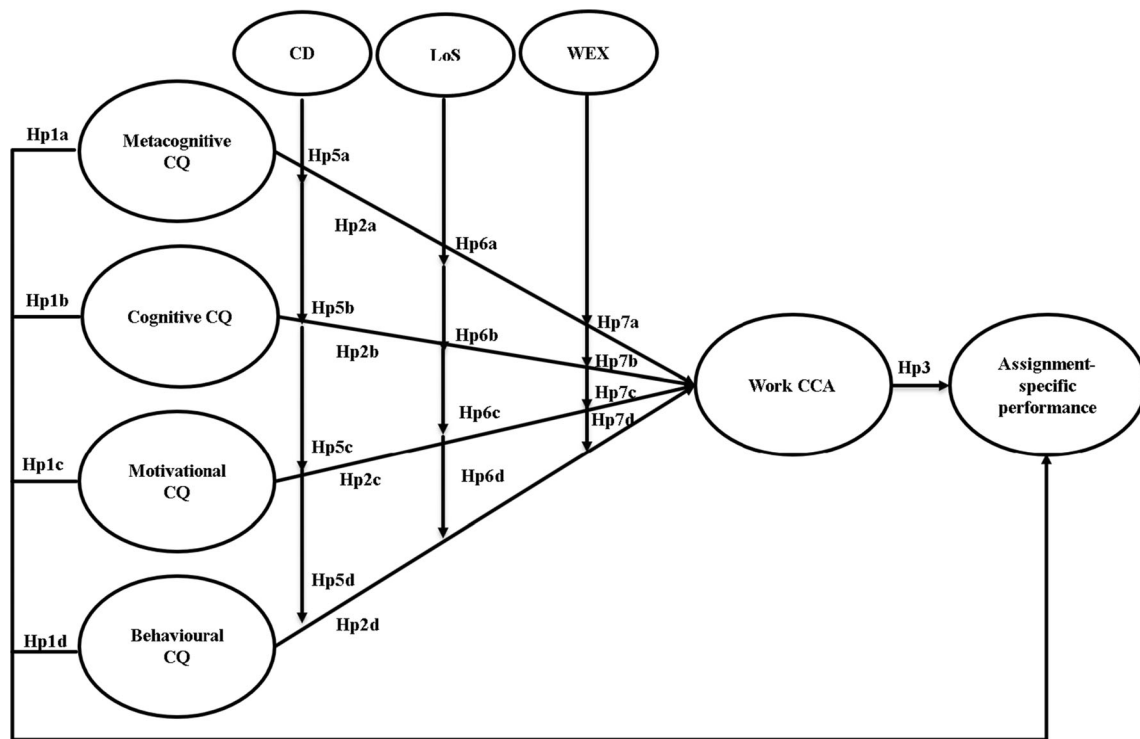 CD
LoS
WEX
Hp1a
Metacognitive
CQ
Hp5a
Hp2a
Hp6a
Hp1b
Cognitive CQ
Hp5b
Hp2b
Hp6b
Hp7a
Hp7b
Hp7c
Hp7d
Work CCA
Hp3
Assignment-
specific
performance
Hp6c
Hp1c
Motivational
CQ
Hp5c
Hp2c
Hp6d
Hp5d
Hp2d
Hp1d
Behavioural
CQ